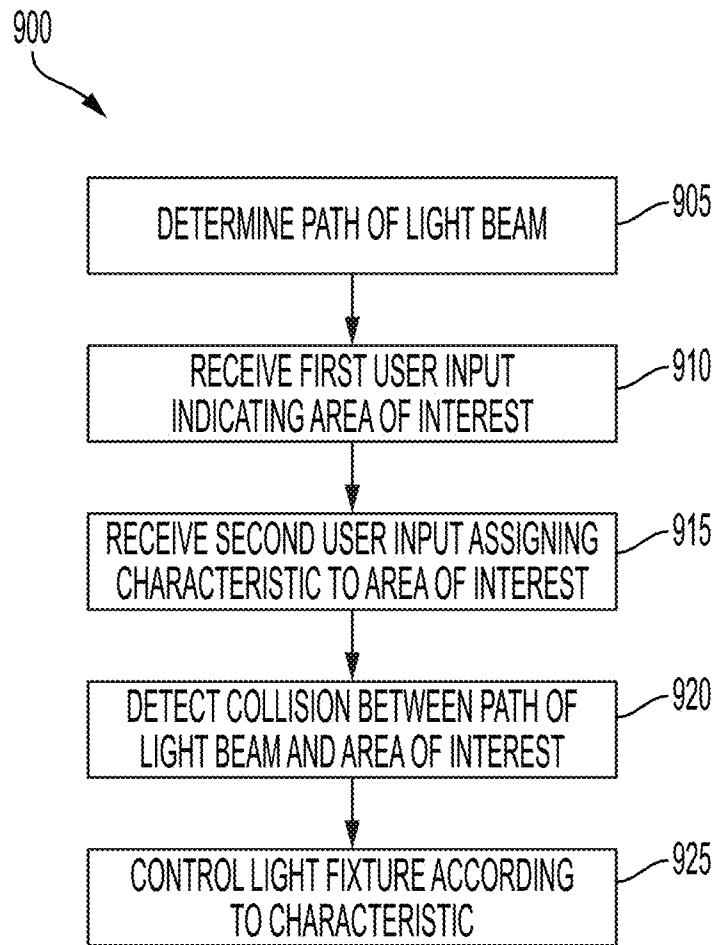 900
DETERMINE PATH OF LIGHT BEAM
905
RECEIVE FIRST USER INPUT
INDICATING AREA OF INTEREST
910
RECEIVE SECOND USER INPUT ASSIGNING
CHARACTERISTIC TO AREA OF INTEREST
915
DETECT COLLISION BETWEEN PATH OF
LIGHT BEAM AND AREA OF INTEREST
920
CONTROL LIGHT FIXTURE ACCORDING
TO CHARACTERISTIC
925